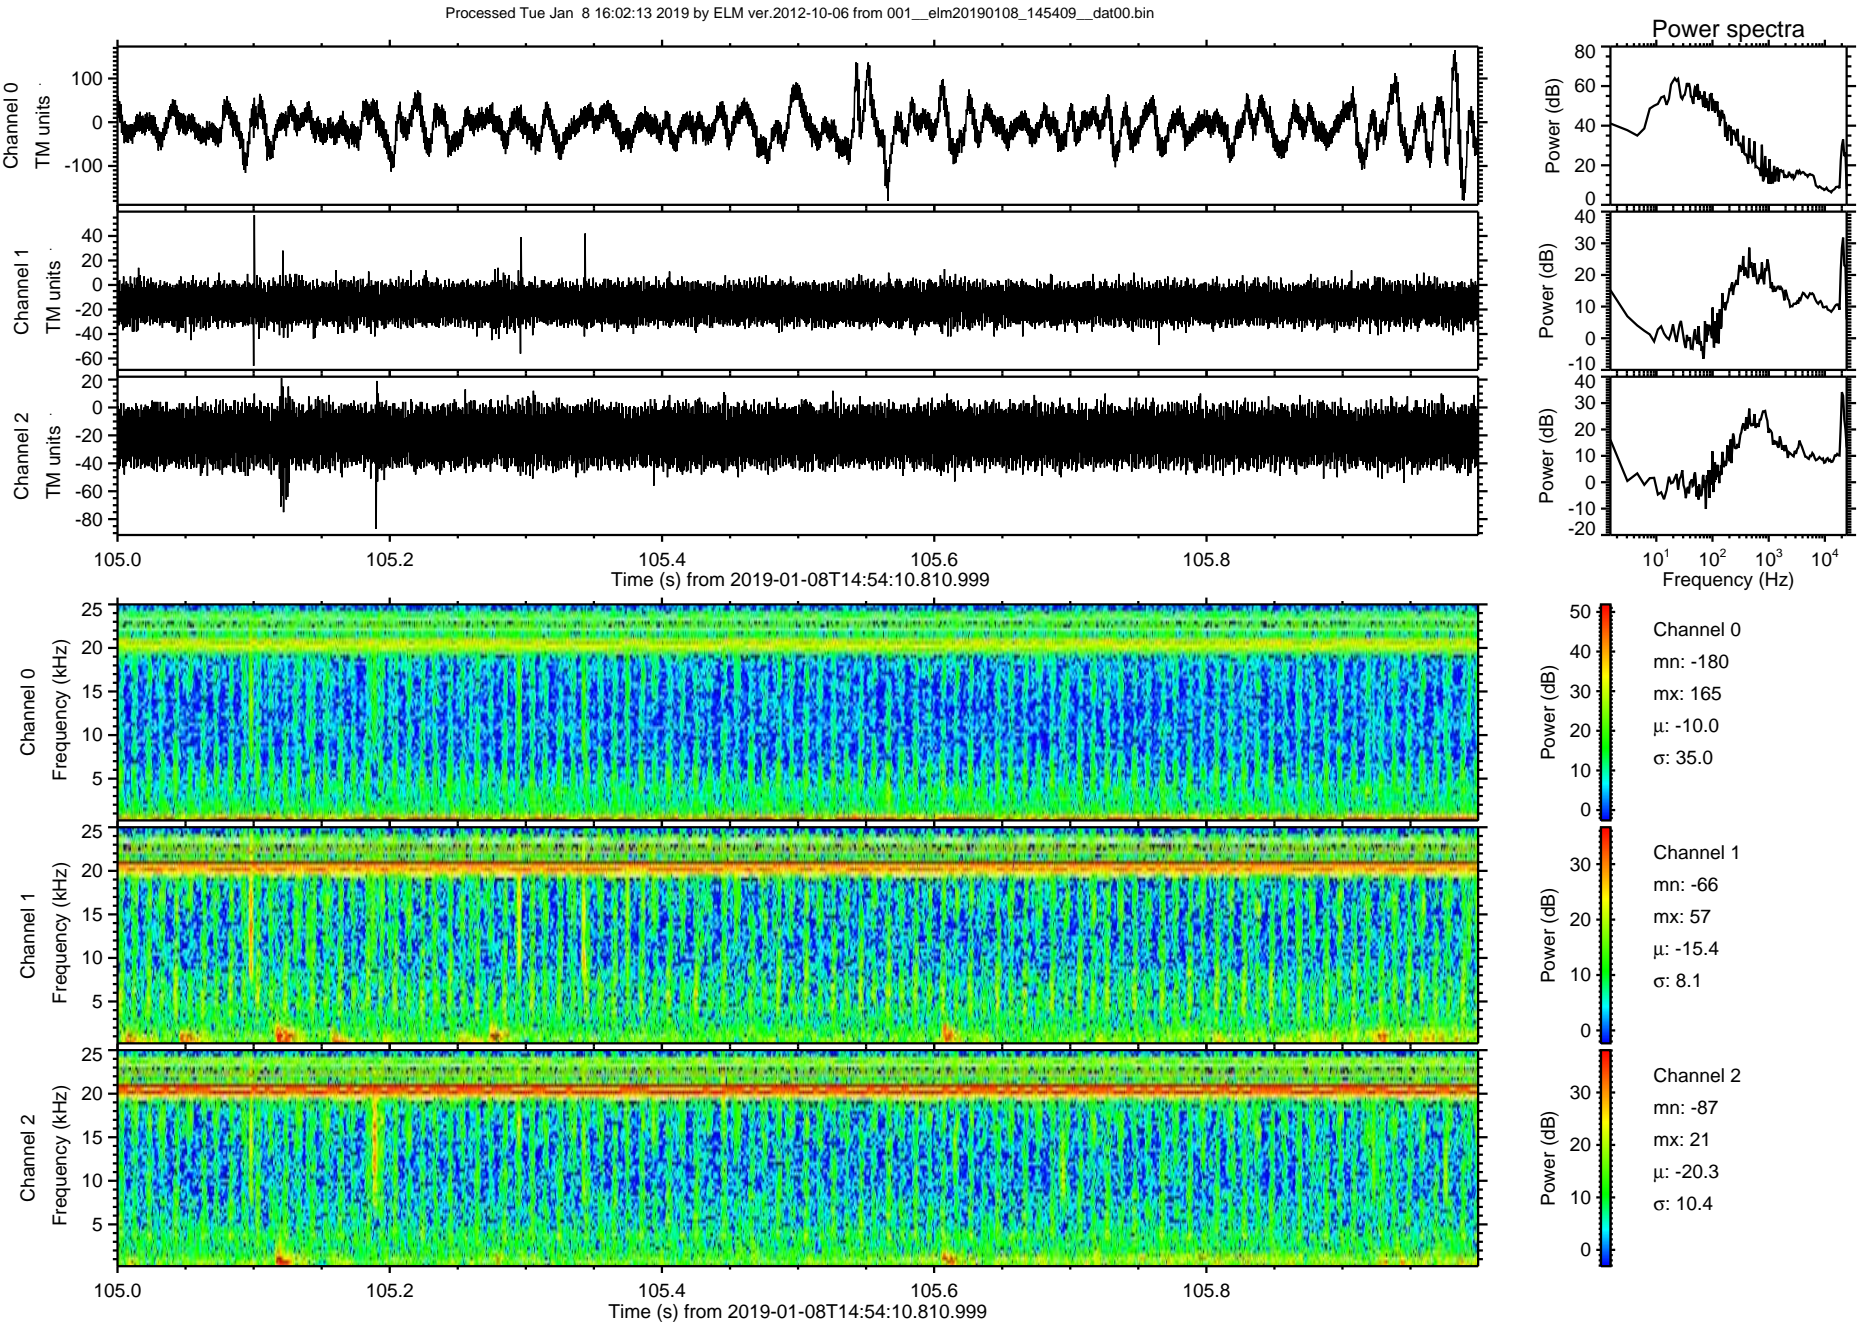 Processed Tue Jan  8 16:02:13 2019 by ELM ver.2012-10-06 from 001__elm20190108_145409__dat00.bin
Power spectra
Channel 0
TM units
100
0
-100
Power (dB)
80
60
40
20
0
Channel 1
TM units
40
20
0
-20
-40
-60
Power (dB)
40
30
20
10
0
-10
Channel 2
TM units
20
0
-20
-40
-60
-80
Power (dB)
40
30
20
10
0
-10
-20
105.0 105.2 105.4 105.6 105.8
Time (s) from 2019-01-08T14:54:10.810.999
10¹ 10² 10³ 10⁴
Frequency (Hz)
Channel 0
Frequency (kHz)
25
20
15
10
5
Power (dB)
50
40
30
20
10
0
Channel 0
mn: -180
mx: 165
μ: -10.0
σ: 35.0
Channel 1
Frequency (kHz)
25
20
15
10
5
Power (dB)
30
20
10
0
Channel 1
mn: -66
mx: 57
μ: -15.4
σ: 8.1
Channel 2
Frequency (kHz)
25
20
15
10
5
Power (dB)
30
20
10
0
Channel 2
mn: -87
mx: 21
μ: -20.3
σ: 10.4
105.0 105.2 105.4 105.6 105.8
Time (s) from 2019-01-08T14:54:10.810.999